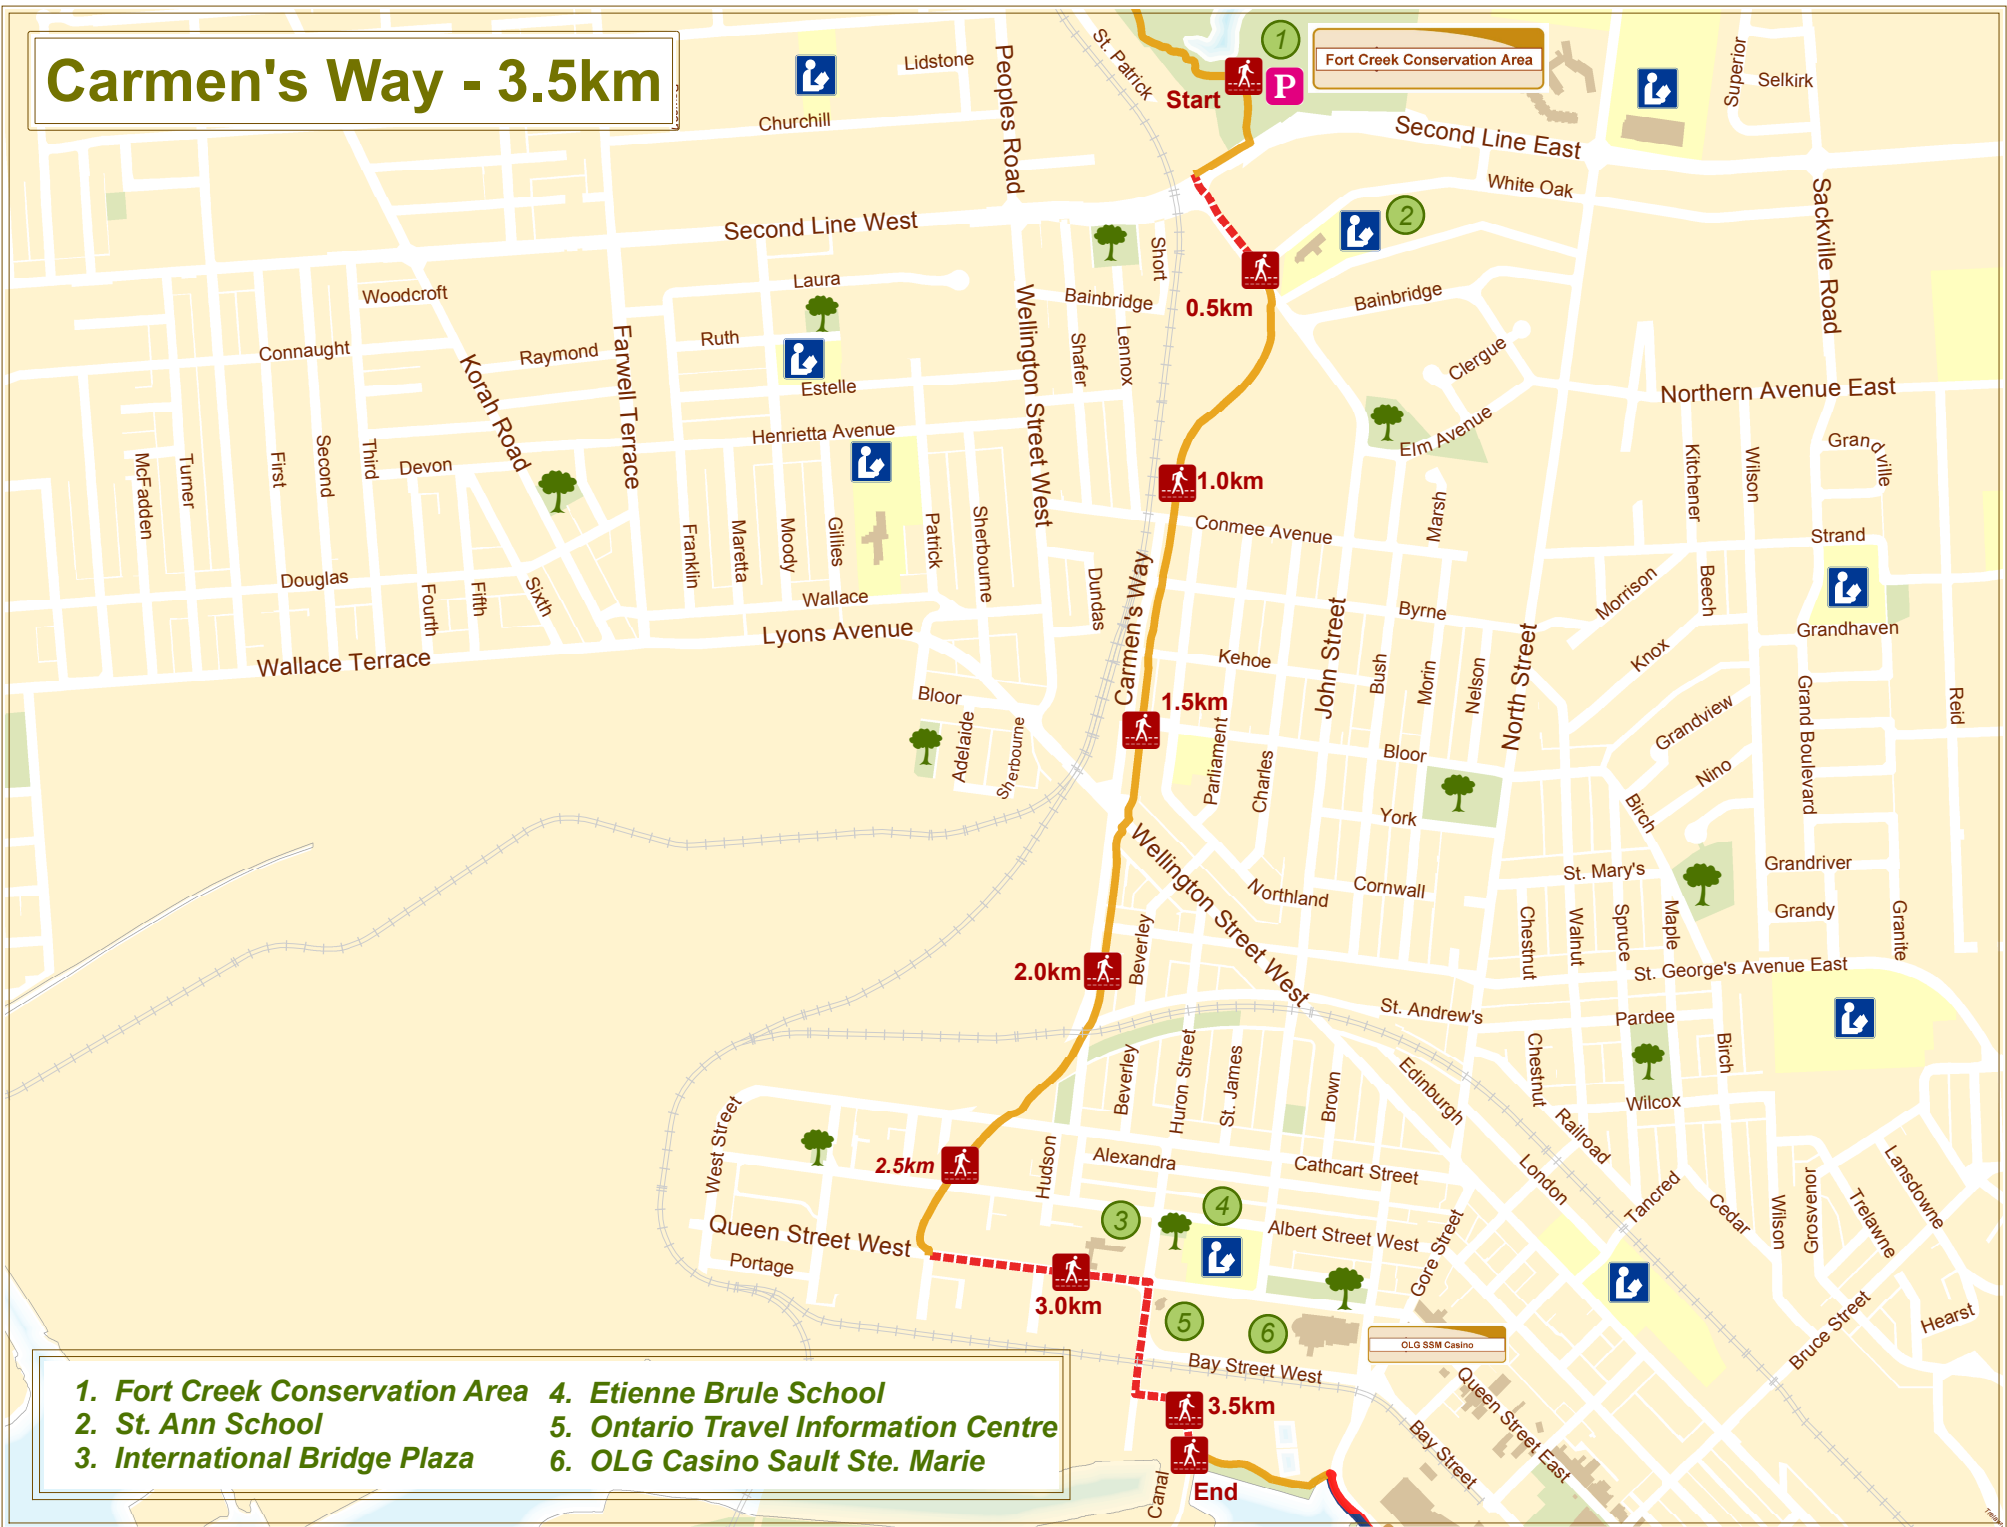 Carmen's Way - 3.5km
Lidstone
Peoples Road
St. Patrick
1
Fort Creek Conservation Area
P
Start
Superior
Selkirk
Churchill
Second Line East
White Oak
2
Sackville Road
Second Line West
Short
Laura
Woodcroft
Bainbridge
0.5km
Bainbridge
Connaught
Korah Road
Raymond
Farwell Terrace
Ruth
Estelle
Wellington Street West
Shafer
Lennox
Clergue
Northern Avenue East
Elm Avenue
Henrietta Avenue
McFadden
Turner
First
Second
Third
Devon
1.0km
Marsh
Kitchener
Wilson
Grandville
Conmee Avenue
Strand
Franklin
Maretta
Moody
Gillies
Patrick
Sherbourne
Douglas
Fourth
Fifth
Sixth
Wallace
Dundas
Carmen's Way
Byrne
Morrison
Beech
Grandhaven
Lyons Avenue
Wallace Terrace
Kehoe
John Street
Bush
Morin
Nelson
North Street
Knox
Grand Boulevard
Reid
Bloor
Adelaide
Sherbourne
1.5km
Parliament
Charles
Bloor
Grandview
Nino
York
Birch
Wellington Street West
Northland
Cornwall
St. Mary's
Grandriver
Grandy
Granite
Chestnut
Walnut
Spruce
Maple
2.0km
Beverley
St. George's Avenue East
St. Andrew's
Pardee
Birch
Chestnut
Wilcox
Beverley
Huron Street
St. James
Brown
Edinburgh
Railroad
West Street
2.5km
Hudson
Alexandra
Cathcart Street
London
Tancred
Cedar
Wilson
Grosvenor
Trelawne
Lansdowne
3
4
Albert Street West
Gore Street
Queen Street West
Portage
3.0km
5
6
OLG SSM Casino
Bruce Street
Hearst
Bay Street West
Queen Street East
Bay Street
3.5km
End
Canal
1. Fort Creek Conservation Area
2. St. Ann School
3. International Bridge Plaza
4. Etienne Brule School
5. Ontario Travel Information Centre
6. OLG Casino Sault Ste. Marie